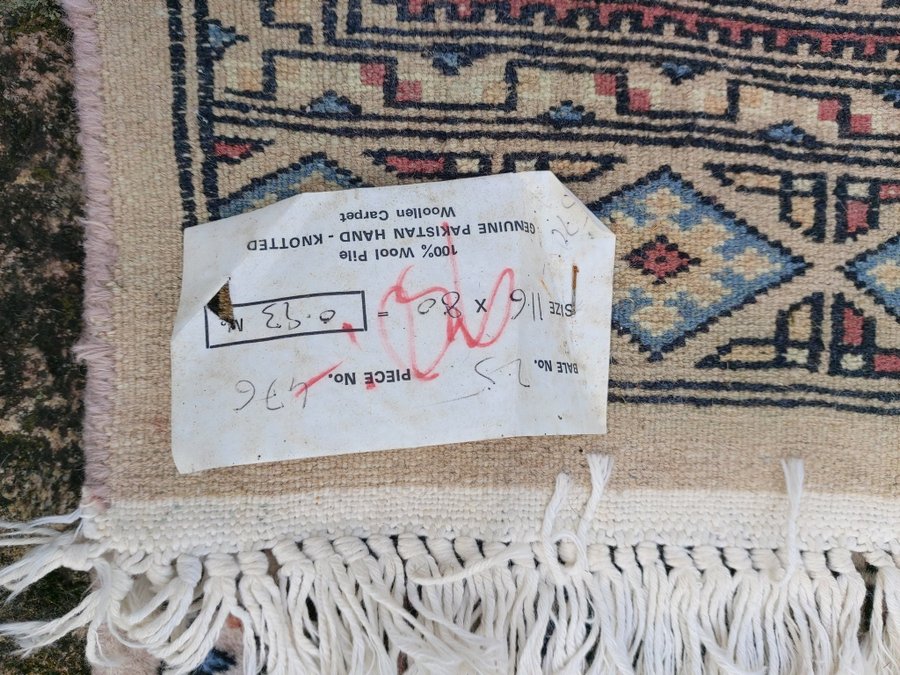 BALE No. 25 PIECE No. 476
SIZE 116 X 80 = 0.93 M.
100% Wool Pile
GENUINE PAKISTAN HAND - KNOTTED
Woollen Carpet